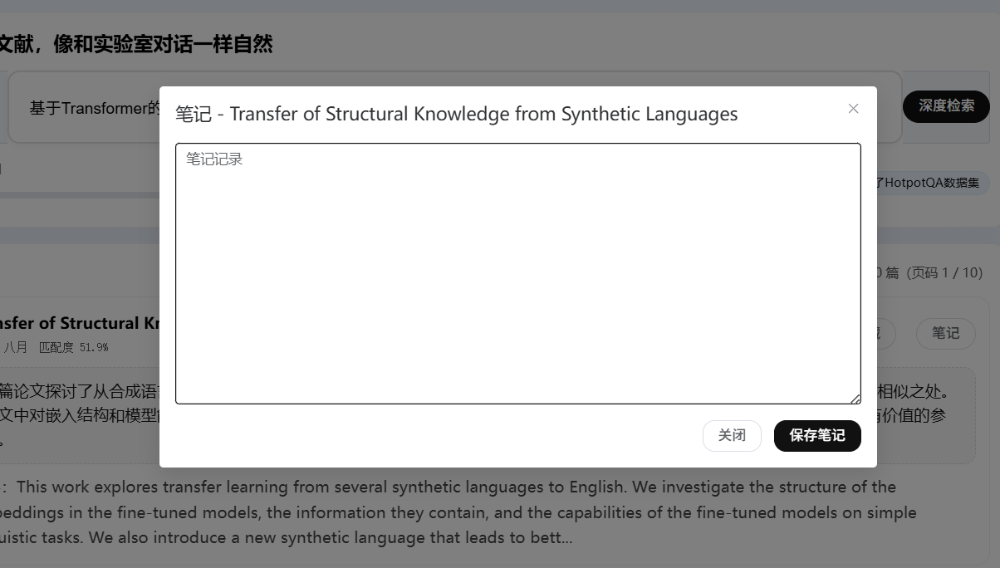 文献，像和实验室对话一样自然
基于Transformer的
深度检索
了HotpotQA数据集
笔记 - Transfer of Structural Knowledge from Synthetic Languages
笔记记录
关闭
保存笔记
0 篇（页码 1 / 10）
nsfer of Structural Kn
笔记
八月 匹配度 51.9%
篇论文探讨了从合成语言
相似之处。
文中对嵌入结构和模型
有价值的参
。
：This work explores transfer learning from several synthetic languages to English. We investigate the structure of the
beddings in the fine-tuned models, the information they contain, and the capabilities of the fine-tuned models on simple
uistic tasks. We also introduce a new synthetic language that leads to bett...